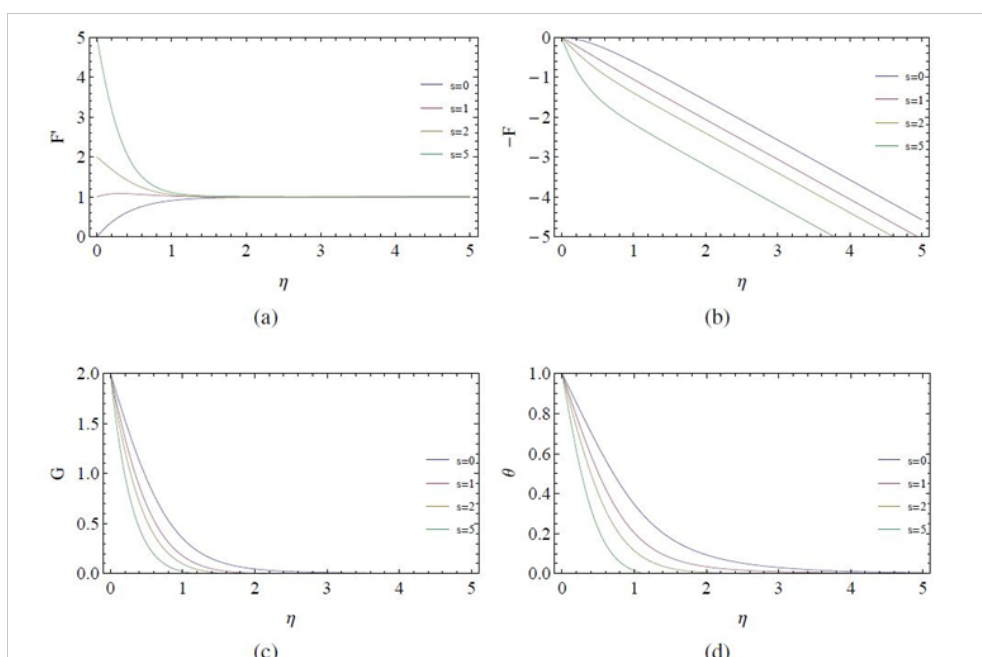 5
4
3
2
1
0
F'
0 1 2 3 4 5
η
s=0
s=1
s=2
s=5
(a)
0
−1
−2
−3
−4
−5
−F
0 1 2 3 4 5
η
s=0
s=1
s=2
s=5
(b)
2.0
1.5
1.0
0.5
0.0
G
0 1 2 3 4 5
η
s=0
s=1
s=2
s=5
(c)
1.0
0.8
0.6
0.4
0.2
0.0
θ
0 1 2 3 4 5
η
s=0
s=1
s=2
s=5
(d)